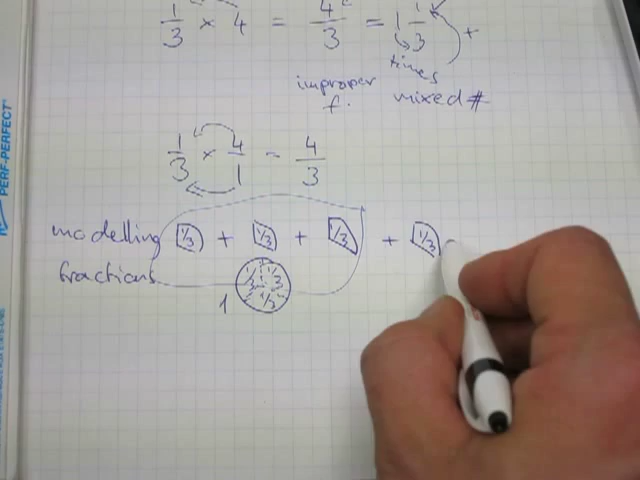 1/3 × 4 = 4/3 = 1 1/3
times +
improper f. mixed #
1/3 × 4/1 = 4/3
modelling 1/3 + 1/3 + 1/3 + 1/3
fractions 1/3 1/3 1/3
1
PERF-PERFECT